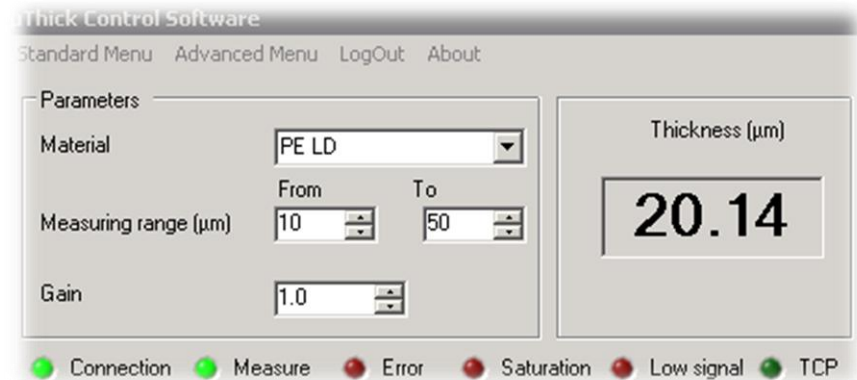 Thick Control Software
Standard Menu Advanced Menu LogOut About
Parameters
Material PE LD
From To
Measuring range (µm) 10 50
Gain 1.0
Thickness (µm)
20.14
Connection Measure Error Saturation Low signal TCP